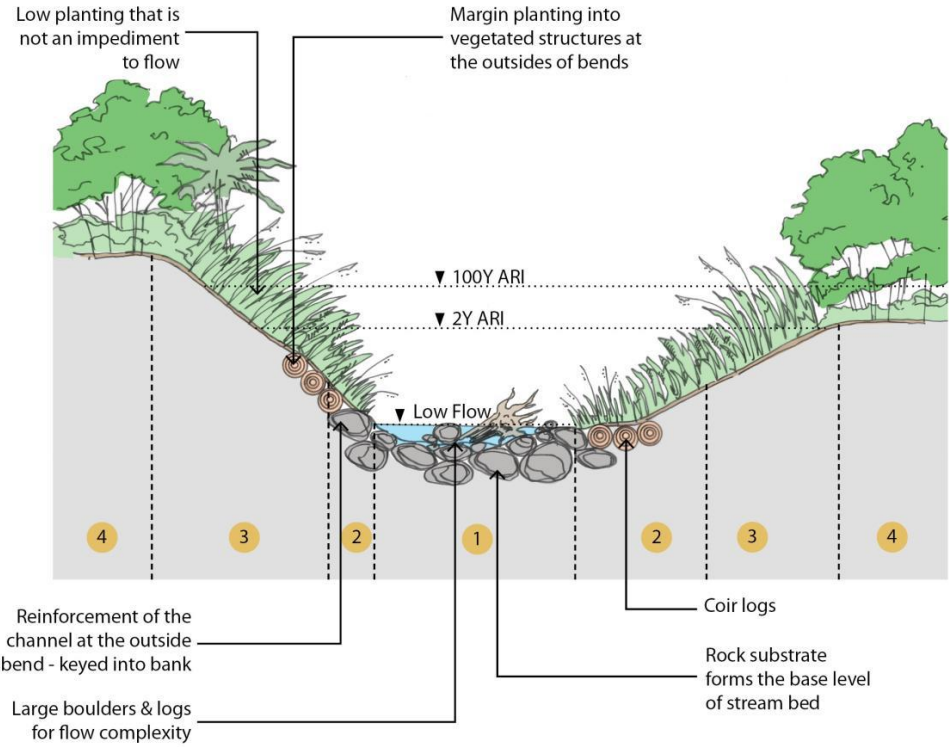 Low planting that is
not an impediment
to flow
Margin planting into
vegetated structures at
the outsides of bends
▼ 100Y ARI
▼ 2Y ARI
▼ Low Flow
4
3
2
1
2
3
4
Reinforcement of the
channel at the outside
bend - keyed into bank
Large boulders & logs
for flow complexity
Coir logs
Rock substrate
forms the base level
of stream bed